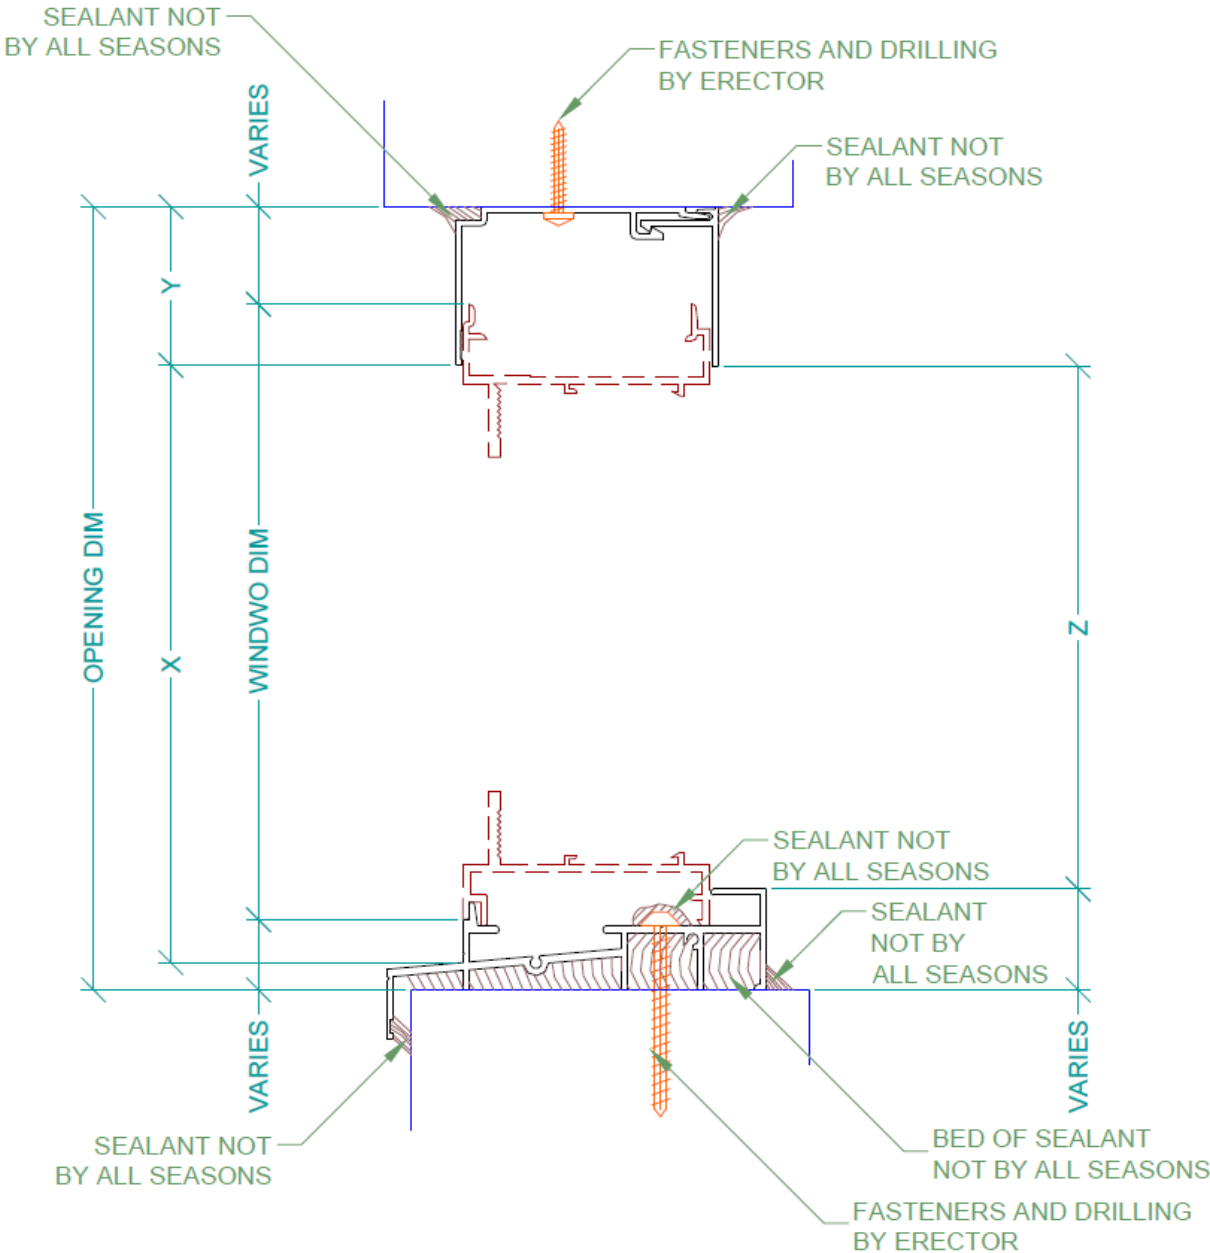 SEALANT NOT
BY ALL SEASONS
FASTENERS AND DRILLING
BY ERECTOR
SEALANT NOT
BY ALL SEASONS
VARIES
Y
OPENING DIM
X
WINDWO DIM
Z
SEALANT NOT
BY ALL SEASONS
SEALANT
NOT BY
ALL SEASONS
VARIES
VARIES
SEALANT NOT
BY ALL SEASONS
BED OF SEALANT
NOT BY ALL SEASONS
FASTENERS AND DRILLING
BY ERECTOR